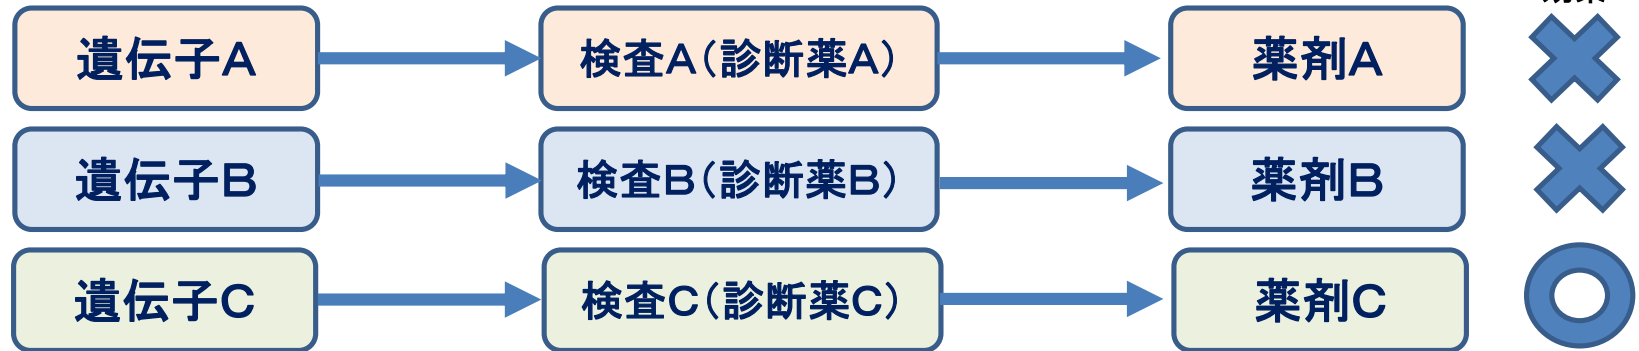 遺伝子A 検査A(診断薬A) 薬剤A
遺伝子B 検査B(診断薬B) 薬剤B
遺伝子C 検査C(診断薬C) 薬剤C